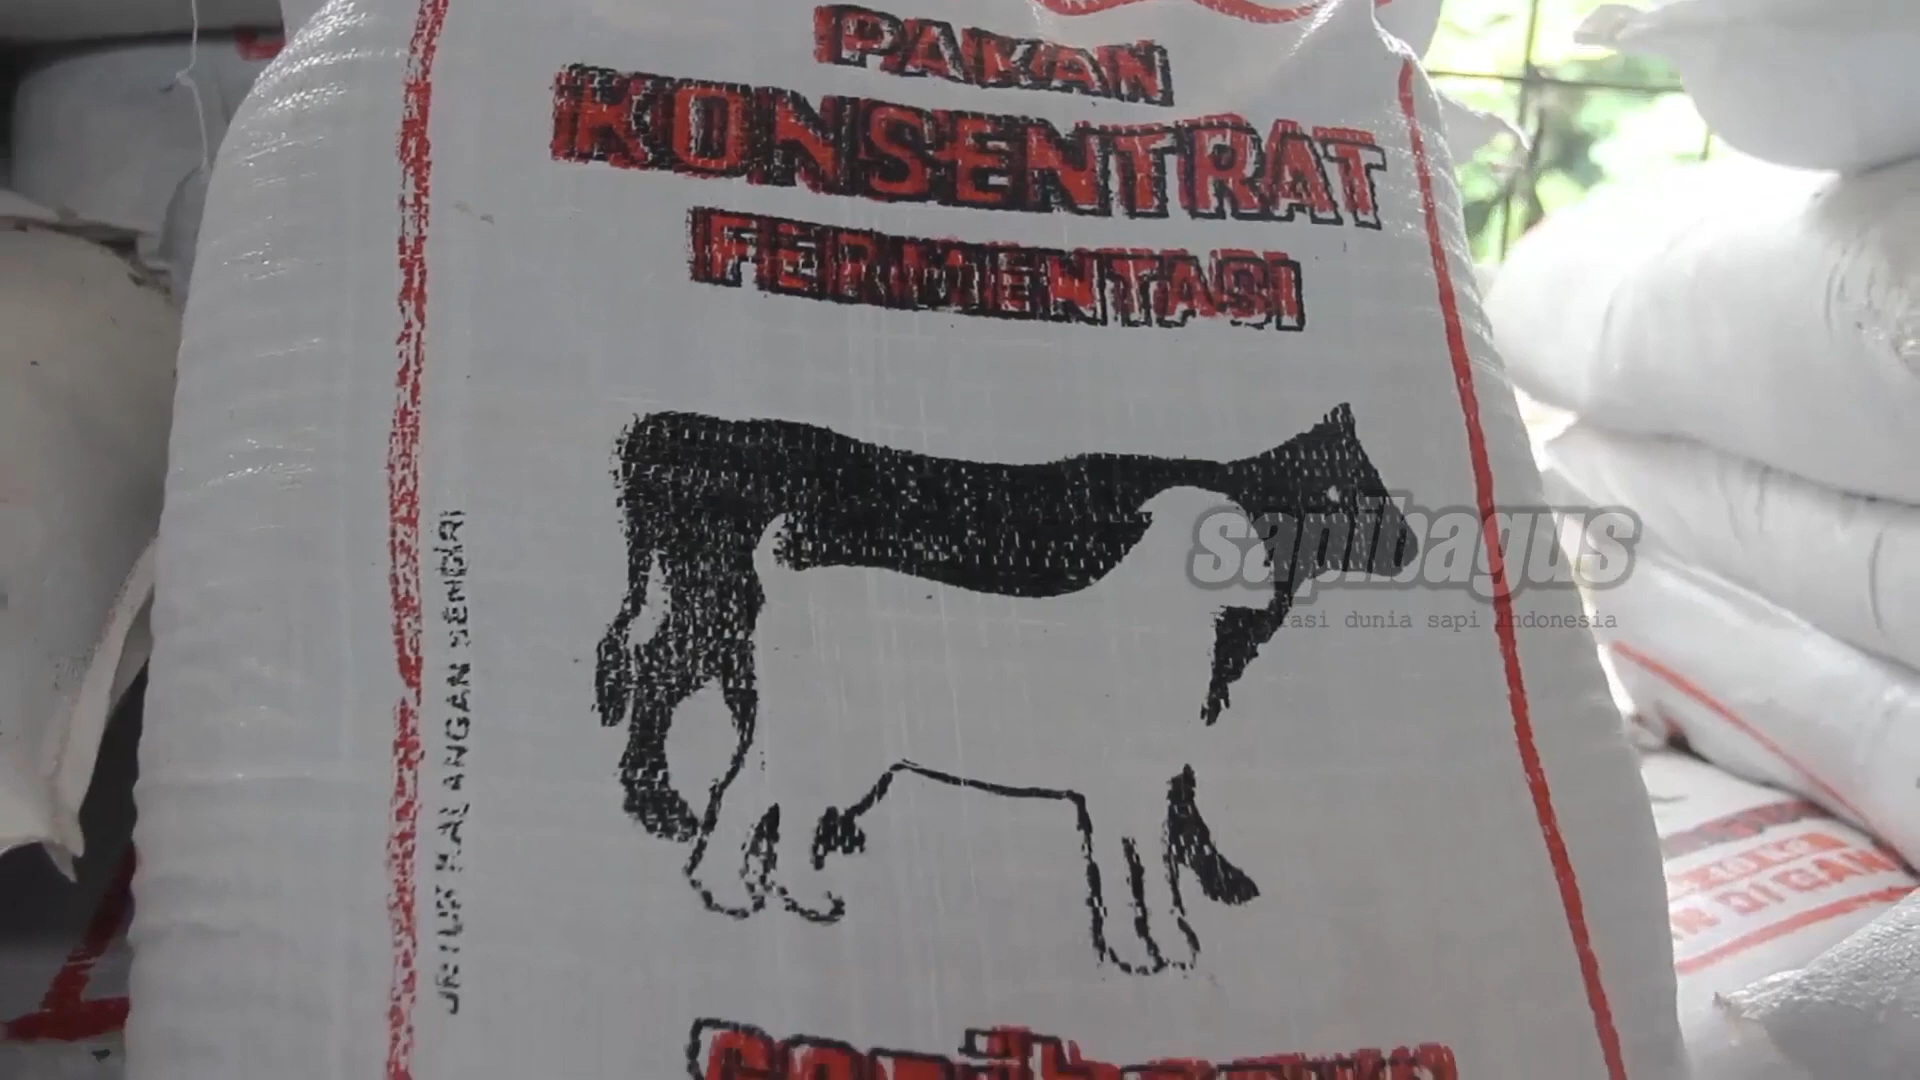 PAKAN
KONSENTRAT
FERMENTASI
UNTUK KALANGAN SENDIRI
sapibagus
dunia sapi Indonesia